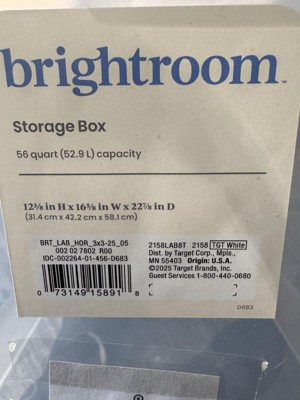 brightroom™
Storage Box
56 quart (52.9 L) capacity
12⅜ in H x 16⅝ in W x 22⅞ in D
(31.4 cm x 42.2 cm x 58.1 cm)
BRT_LAB_HOR_3x3-25_05
002 02 7802 R00
IDC-002264-01-456-D683
0 73149 15891 8
2158LAB8T 2158 TGT White
Dist. by Target Corp., Mpls.,
MN 55403 Origin: U.S.A.
©2025 Target Brands, Inc.
Guest Services 1-800-440-0680
D683